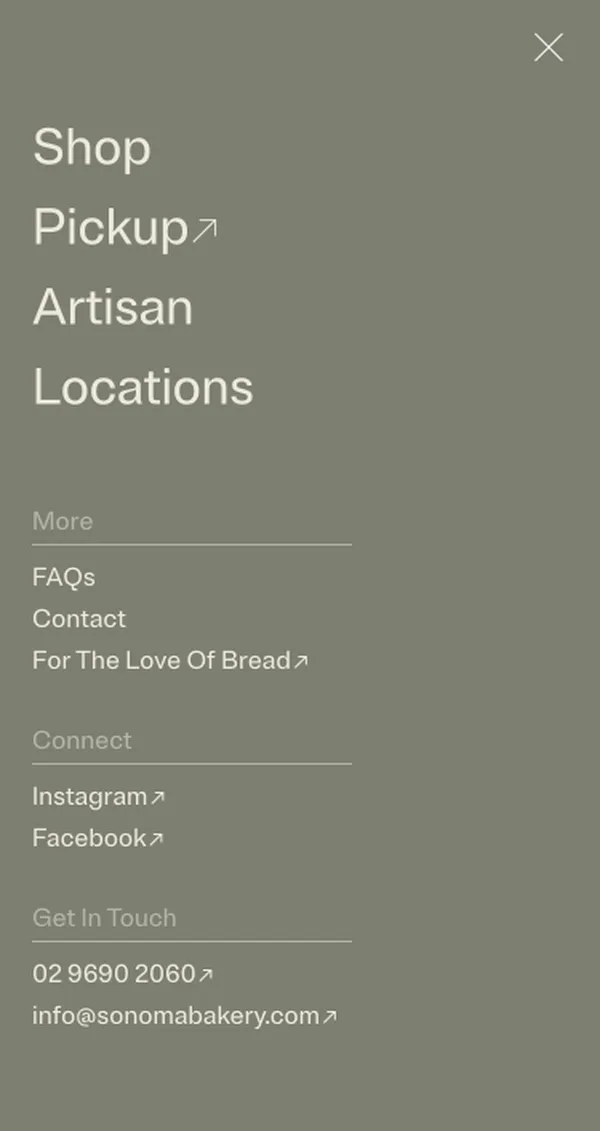 Shop
Pickup↗
Artisan
Locations
More
FAQs
Contact
For The Love Of Bread↗
Connect
Instagram↗
Facebook↗
Get In Touch
02 9690 2060↗
info@sonomabakery.com↗